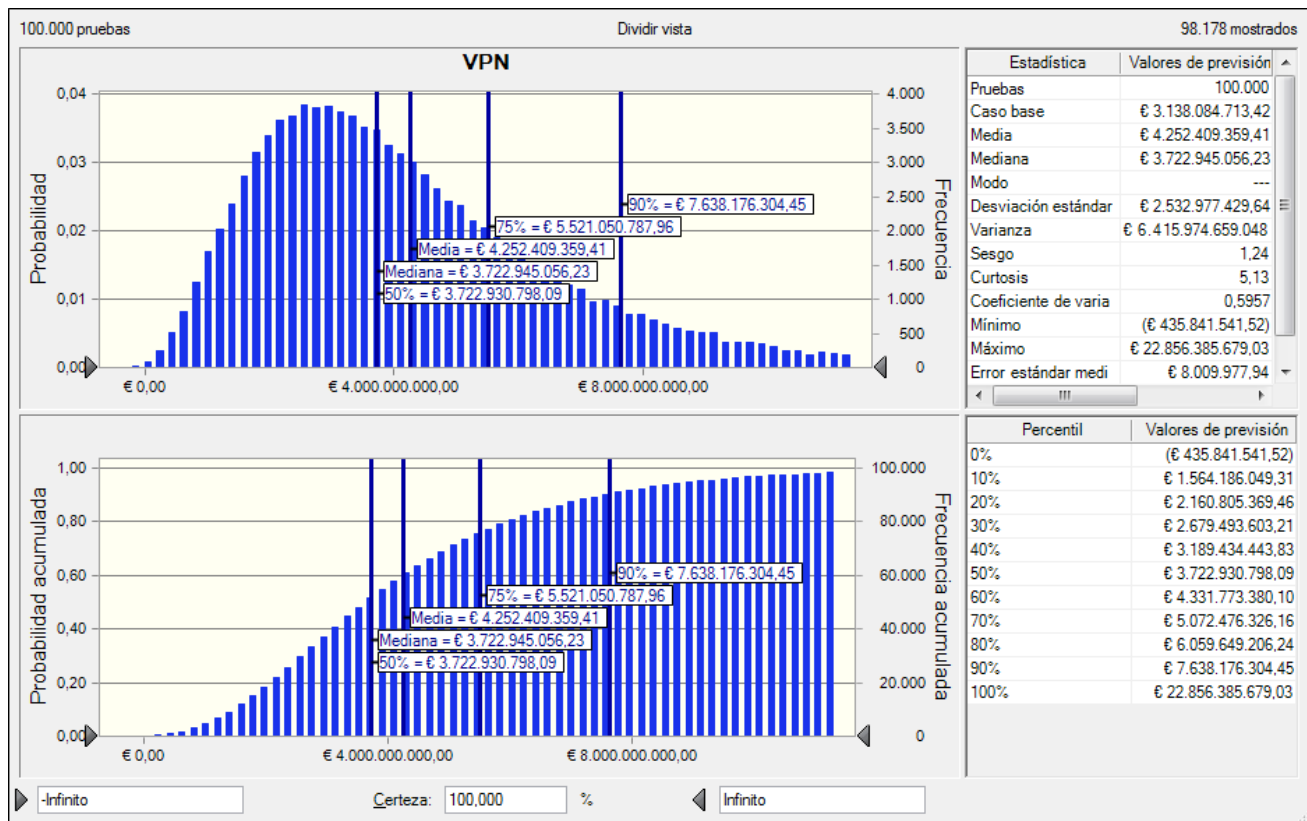 100.000 pruebas
Dividir vista
98.178 mostrados
VPN
Probabilidad
0,04
0,03
0,02
0,01
0,00
4.000
3.500
3.000
2.500
2.000
1.500
1.000
500
0
Frecuencia
90% = € 7.638.176.304,45
75% = € 5.521.050.787,96
Media = € 4.252.409.359,41
Mediana = € 3.722.945.056,23
50% = € 3.722.930.798,09
€ 0,00
€ 4.000.000.000,00
€ 8.000.000.000,00
Estadística Valores de previsión
Pruebas 100.000
Caso base € 3.138.084.713,42
Media € 4.252.409.359,41
Mediana € 3.722.945.056,23
Modo ---
Desviación estándar € 2.532.977.429,64
Varianza € 6.415.974.659.048
Sesgo 1,24
Curtosis 5,13
Coeficiente de varia 0,5957
Mínimo (€ 435.841.541,52)
Máximo € 22.856.385.679,03
Error estándar medi € 8.009.977,94
Probabilidad acumulada
1,00
0,80
0,60
0,40
0,20
0,00
100.000
80.000
60.000
40.000
20.000
0
Frecuencia acumulada
90% = € 7.638.176.304,45
75% = € 5.521.050.787,96
Media = € 4.252.409.359,41
Mediana = € 3.722.945.056,23
50% = € 3.722.930.798,09
€ 0,00
€ 4.000.000.000,00
€ 8.000.000.000,00
Percentil Valores de previsión
0% (€ 435.841.541,52)
10% € 1.564.186.049,31
20% € 2.160.805.369,46
30% € 2.679.493.603,21
40% € 3.189.434.443,83
50% € 3.722.930.798,09
60% € 4.331.773.380,10
70% € 5.072.476.326,16
80% € 6.059.649.206,24
90% € 7.638.176.304,45
100% € 22.856.385.679,03
-Infinito
Certeza: 100,000 %
Infinito